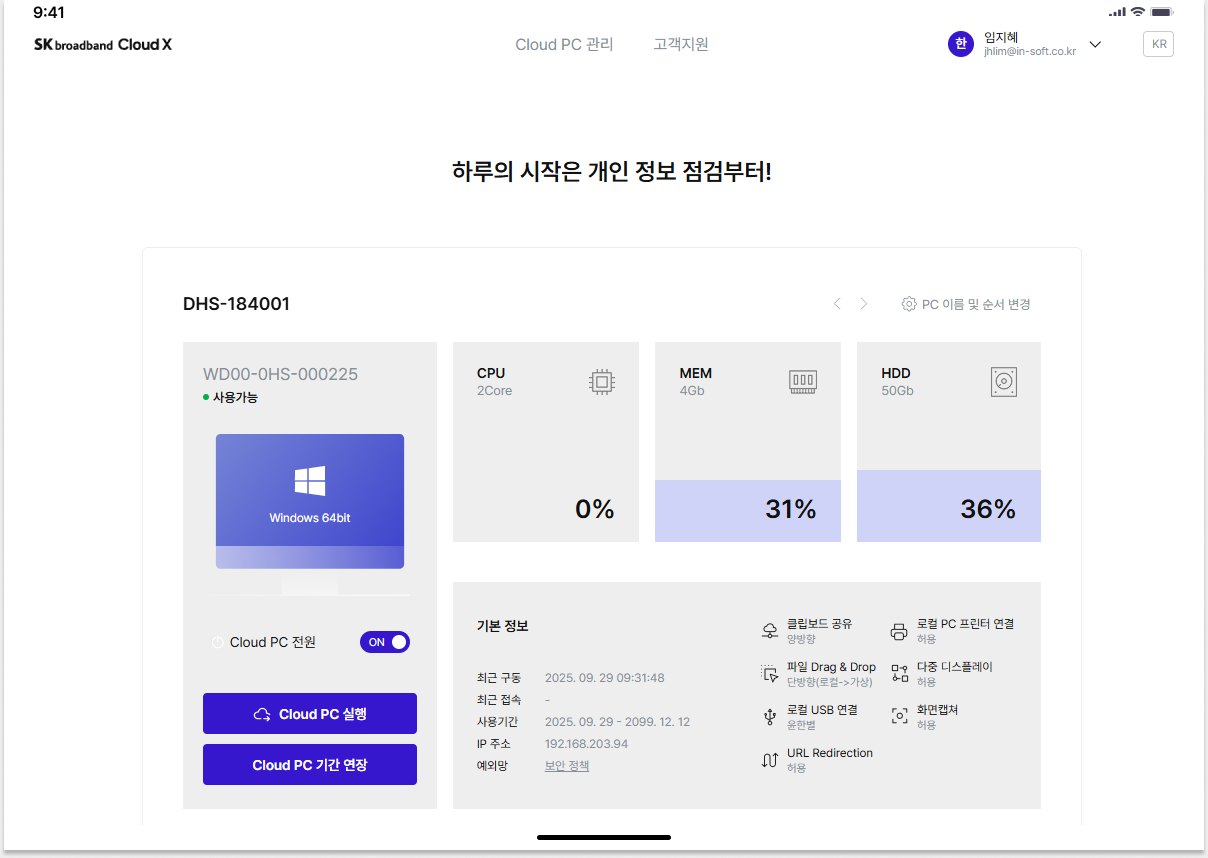 9:41
SK broadband Cloud X
Cloud PC 관리
고객지원
한
임지혜
jhlim@in-soft.co.kr
KR
하루의 시작은 개인 정보 점검부터!
DHS-184001
PC 이름 및 순서 변경
WD00-0HS-000225
사용가능
Windows 64bit
Cloud PC 전원
ON
Cloud PC 실행
Cloud PC 기간 연장
CPU
2Core
0%
MEM
4Gb
31%
HDD
50Gb
36%
기본 정보
최근 구동 2025. 09. 29 09:31:48
최근 접속 -
사용기간 2025. 09. 29 - 2099. 12. 12
IP 주소 192.168.203.94
예외망 보안 정책
클립보드 공유
양방향
로컬 PC 프린터 연결
허용
파일 Drag & Drop
단방향(로컬->가상)
다중 디스플레이
허용
로컬 USB 연결
윤한별
화면캡쳐
허용
URL Redirection
허용